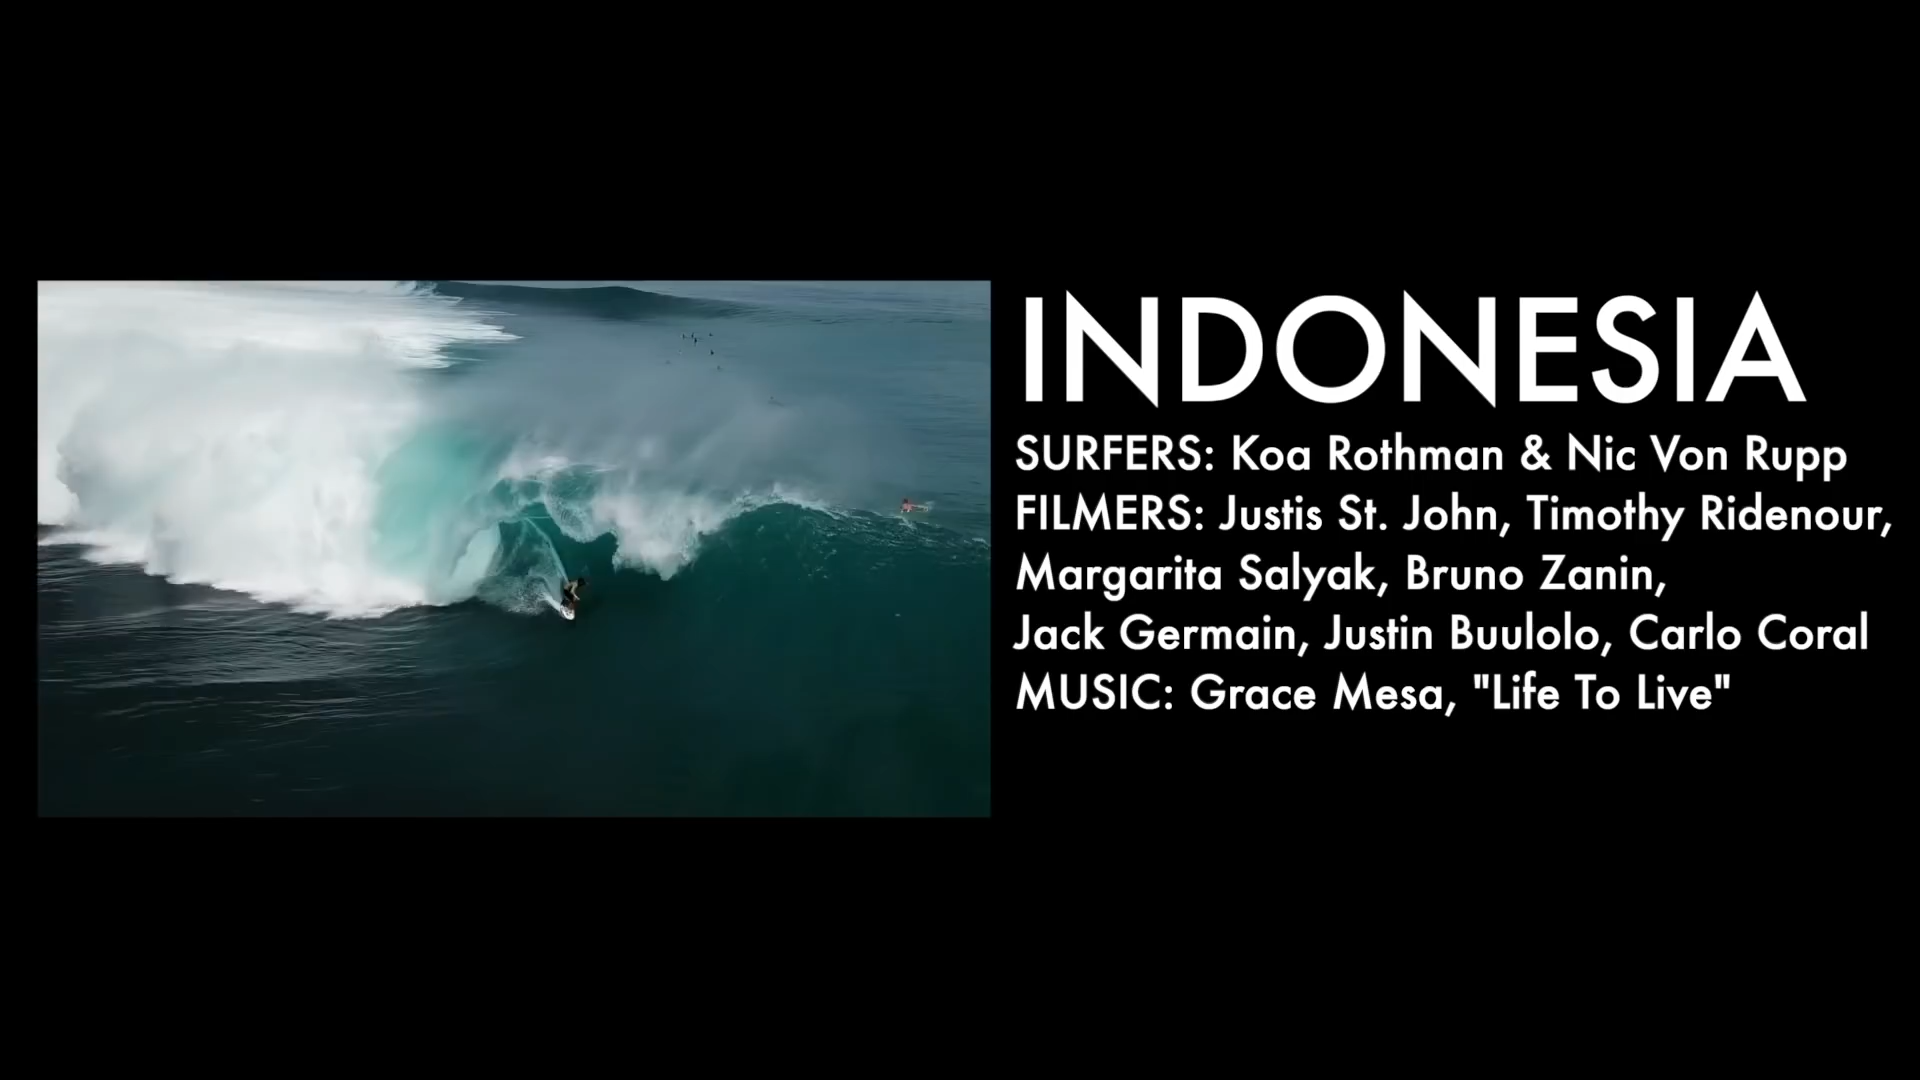 INDONESIA
SURFERS: Koa Rothman & Nic Von Rupp
FILMERS: Justis St. John, Timothy Ridenour,
Margarita Salyak, Bruno Zanin,
Jack Germain, Justin Buulolo, Carlo Coral
MUSIC: Grace Mesa, "Life To Live"